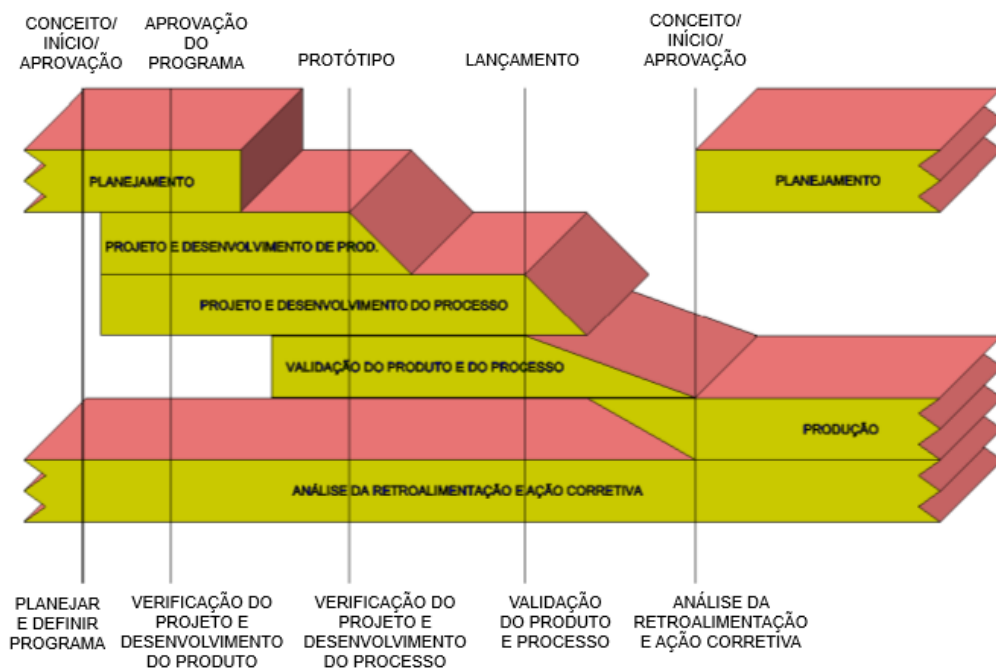 CONCEITO/
INÍCIO/
APROVAÇÃO
APROVAÇÃO
DO
PROGRAMA
PROTÓTIPO
LANÇAMENTO
CONCEITO/
INÍCIO/
APROVAÇÃO
PLANEJAMENTO
PLANEJAMENTO
PROJETO E DESENVOLVIMENTO DE PROD.
PROJETO E DESENVOLVIMENTO DO PROCESSO
VALIDAÇÃO DO PRODUTO E DO PROCESSO
PRODUÇÃO
ANÁLISE DA RETROALIMENTAÇÃO E AÇÃO CORRETIVA
PLANEJAR
E DEFINIR
PROGRAMA
VERIFICAÇÃO DO
PROJETO E
DESENVOLVIMENTO
DO PRODUTO
VERIFICAÇÃO DO
PROJETO E
DESENVOLVIMENTO
DO PROCESSO
VALIDAÇÃO
DO PRODUTO
E PROCESSO
ANÁLISE DA
RETROALIMENTAÇÃO
E AÇÃO CORRETIVA